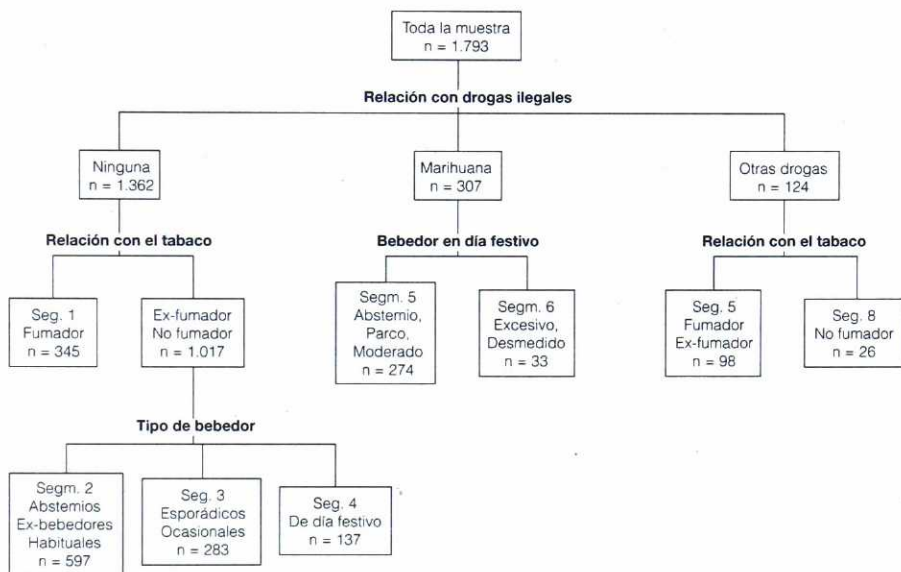 Toda la muestra
n = 1.793
Relación con drogas ilegales
Ninguna
n = 1.362
Marihuana
n = 307
Otras drogas
n = 124
Relación con el tabaco
Bebedor en día festivo
Relación con el tabaco
Seg. 1
Fumador
n = 345
Ex-fumador
No fumador
n = 1.017
Segm. 5
Abstemio,
Parco,
Moderado
n = 274
Segm. 6
Excesivo,
Desmedido
n = 33
Seg. 5
Fumador
Ex-fumador
n = 98
Seg. 8
No fumador
n = 26
Tipo de bebedor
Segm. 2
Abstemios
Ex-bebedores
Habituales
n = 597
Seg. 3
Esporádicos
Ocasionales
n = 283
Seg. 4
De día festivo
n = 137